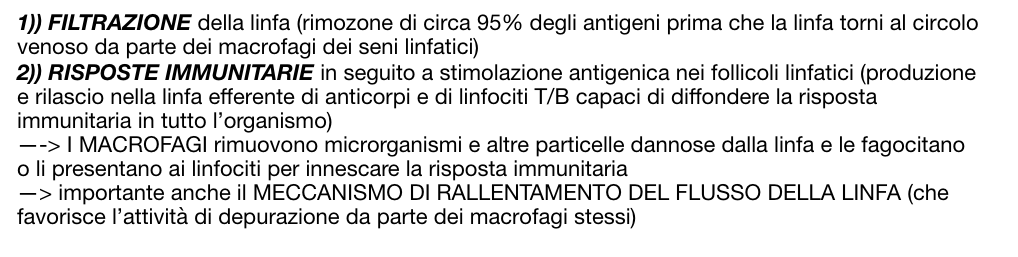 1)) FILTRAZIONE della linfa (rimozone di circa 95% degli antigeni prima che la linfa torni al circolo
venoso da parte dei macrofagi dei seni linfatici)
2)) RISPOSTE IMMUNITARIE in seguito a stimolazione antigenica nei follicoli linfatici (produzione
e rilascio nella linfa efferente di anticorpi e di linfociti T/B capaci di diffondere la risposta
immunitaria in tutto l’organismo)
—-> I MACROFAGI rimuovono microrganismi e altre particelle dannose dalla linfa e le fagocitano
o li presentano ai linfociti per innescare la risposta immunitaria
—> importante anche il MECCANISMO DI RALLENTAMENTO DEL FLUSSO DELLA LINFA (che
favorisce l’attività di depurazione da parte dei macrofagi stessi)